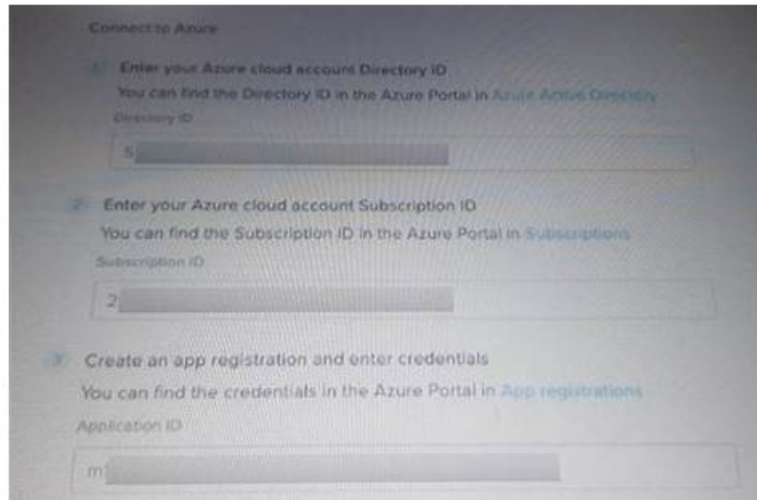 Connect to Azure
1 Enter your Azure cloud account Directory ID
You can find the Directory ID in the Azure Portal in Azure Active Directory
Directory ID
5
2 Enter your Azure cloud account Subscription ID
You can find the Subscription ID in the Azure Portal in Subscriptions
Subscription ID
2
3 Create an app registration and enter credentials
You can find the credentials in the Azure Portal in App registrations
Application ID
m